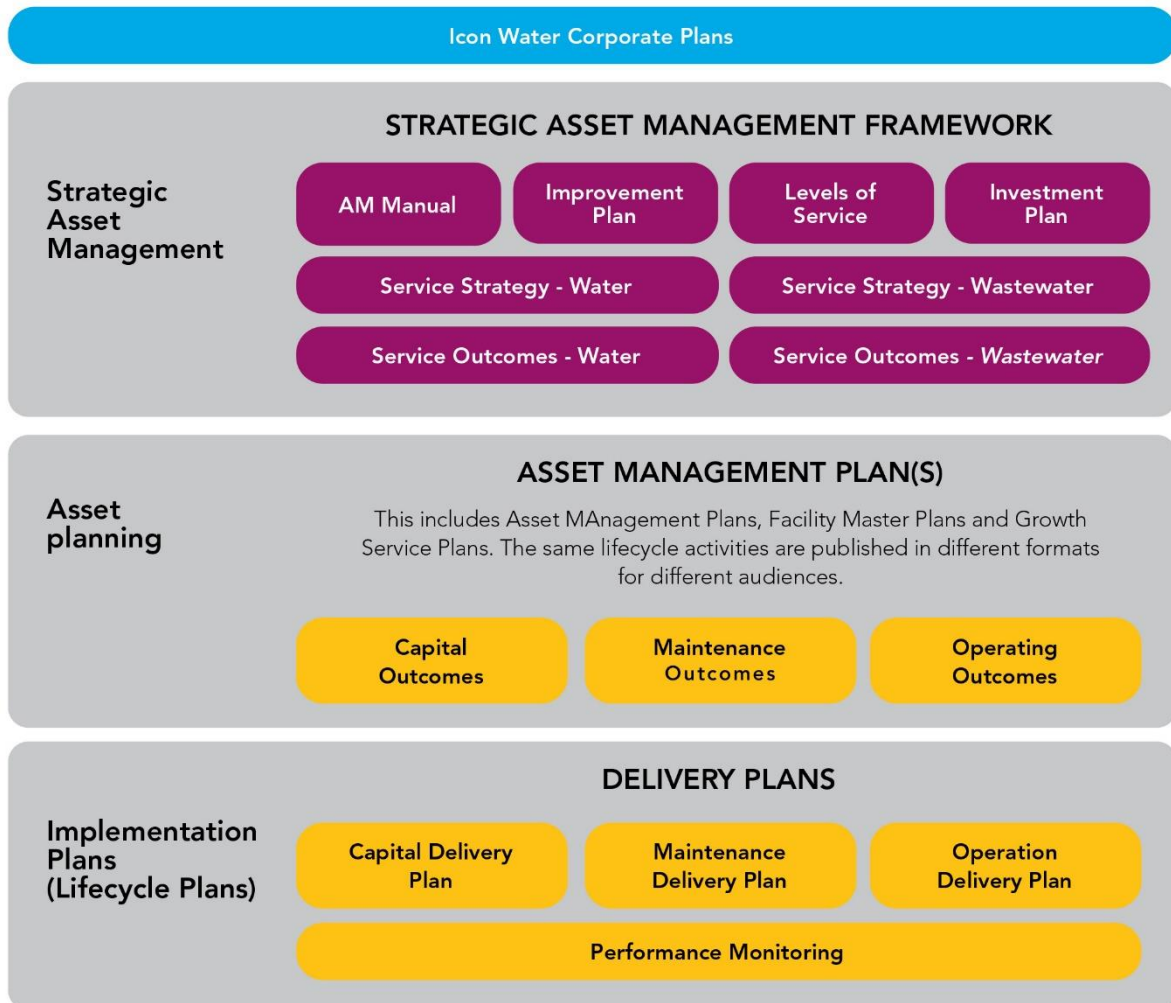 Icon Water Corporate Plans
STRATEGIC ASSET MANAGEMENT FRAMEWORK
Strategic
Asset
Management
AM Manual
Improvement
Plan
Levels of
Service
Investment
Plan
Service Strategy - Water
Service Strategy - Wastewater
Service Outcomes - Water
Service Outcomes - Wastewater
ASSET MANAGEMENT PLAN(S)
Asset
planning
This includes Asset MAnagement Plans, Facility Master Plans and Growth
Service Plans. The same lifecycle activities are published in different formats
for different audiences.
Capital
Outcomes
Maintenance
Outcomes
Operating
Outcomes
DELIVERY PLANS
Implementation
Plans
(Lifecycle Plans)
Capital Delivery
Plan
Maintenance
Delivery Plan
Operation
Delivery Plan
Performance Monitoring